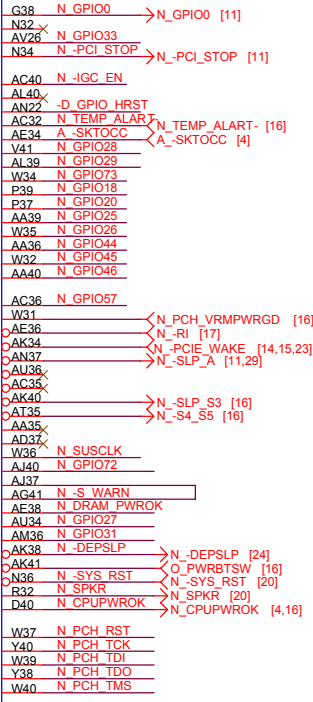 G38 N_GPIO0 N_GPIO0 [11]
N32
AV26 N_GPIO33
N34 N_-PCI_STOP N_-PCI_STOP [11]
AC40 N_-IGC_EN
AL40
AN22 -D_GPIO_HRST
AC32 N_TEMP_ALART- N_TEMP_ALART- [16]
AE34 A_-SKTOCC A_-SKTOCC [4]
V41 N_GPIO28
AL39 N_GPIO29
W34 N_GPIO73
P39 N_GPIO18
P37 N_GPIO20
AA39 N_GPIO25
W35 N_GPIO26
AA36 N_GPIO44
W32 N_GPIO45
AA40 N_GPIO46
AC36 N_GPIO57
W31 N_PCH_VRMPWRGD [16]
AE36 N_-RI [17]
AK34 N_-PCIE_WAKE [14,15,23]
AN37 N_-SLP_A [11,29]
AU36
AC35
AK40 N_-SLP_S3 [16]
AT35 N_-S4_S5 [16]
AA35
AD37
W36 N_SUSCLK
AJ40 N_GPIO72
AJ37
AG41 N_-S_WARN
AE38 N_DRAM_PWROK
AU34 N_GPIO27
AM36 N_GPIO31
AK38 N_-DEPSLP N_-DEPSLP [24]
AK41 O_PWRBTSW [16]
N36 N_-SYS_RST N_-SYS_RST [20]
R32 N_SPKR N_SPKR [20]
D40 N_CPUPWROK N_CPUPWROK [4,16]
W37 N_PCH_RST
Y40 N_PCH_TCK
W39 N_PCH_TDI
Y38 N_PCH_TDO
W40 N_PCH_TMS